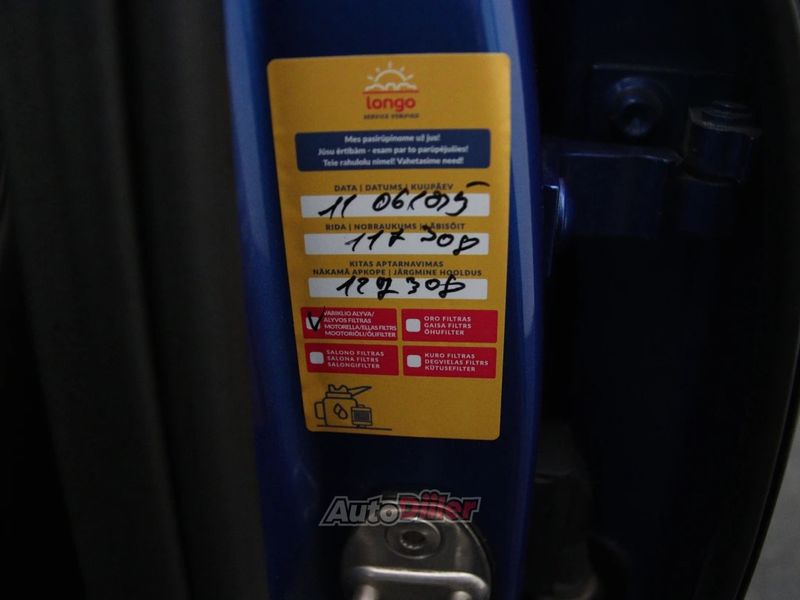 longo
SERVICE STOPPED
Mes pasirūpinome už jus!
Jūsu ērtībām - esam par to parūpējušies!
Teie rahulolu nimel! Vahetasime need!
DATA | DATUMS | KUUPÄEV
11 06
RIDA | NOBRAUKUMS | LÄBISÕIT
117 308
KITAS APTARNAVIMAS
NĀKAMĀ APKOPE | JÄRGMINE HOOLDUS
127 308
VARIKLIO ALYVA/
ALYVOS FILTRAS
MOTOREĻĻA/EĻĻAS FILTRS
MOOTORIÕLI/ÕLIFILTER
ORO FILTRAS
GAISA FILTRS
ÕHUFILTER
SALONO FILTRAS
SALONA FILTRS
SALONGIFILTER
KURO FILTRAS
DEGVIELAS FILTRS
KÜTUSEFILTER
AutoDiler